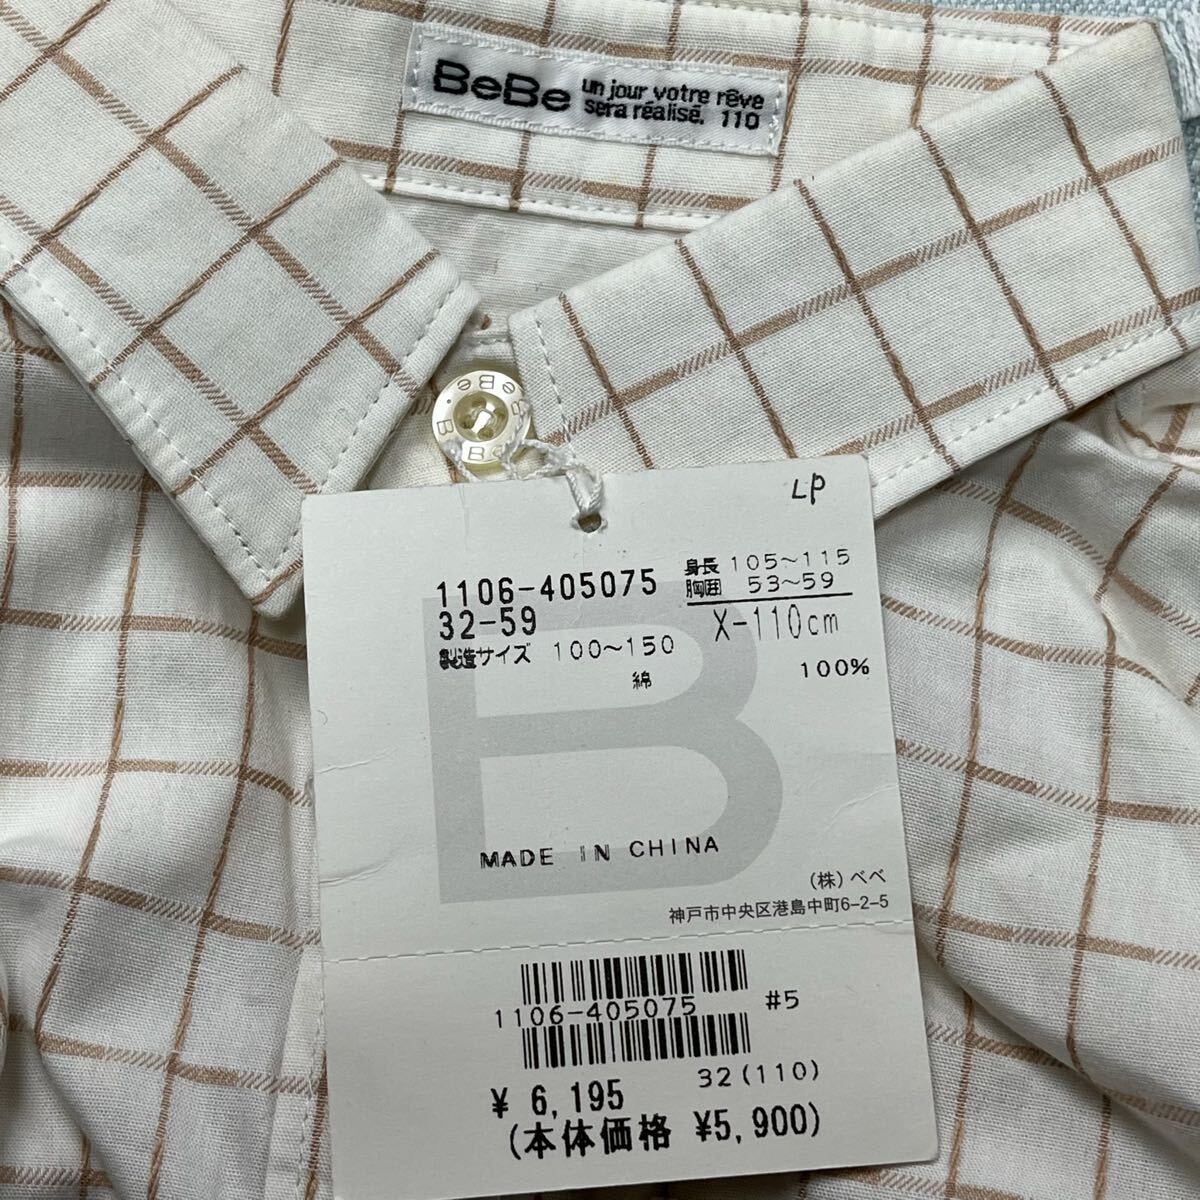 BeBe un jour votre rêve
sera réalisé. 110
BeBe
LP
1106-405075
32-59
身長 105~115
胸囲 53~59
X-110cm
製造サイズ 100~150
綿 100%
B
MADE IN CHINA
(株)べべ
神戸市中央区港島中町6-2-5
1106-405075 #5
32(110)
¥ 6,195
(本体価格 ¥5,900)